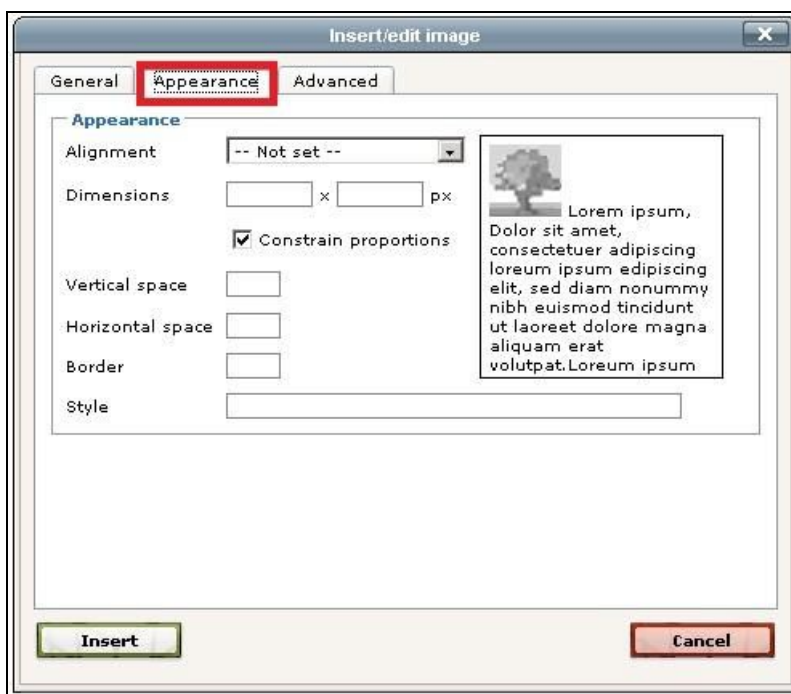 Insert/edit image
General Appearance Advanced
Appearance
Alignment -- Not set --
Dimensions x px
Constrain proportions
Vertical space
Horizontal space
Border
Style
Lorem ipsum,
Dolor sit amet,
consectetuer adipiscing
loreum ipsum edipiscing
elit, sed diam nonummy
nibh euismod tincidunt
ut laoreet dolore magna
aliquam erat
volutpat.Loreum ipsum
Insert Cancel